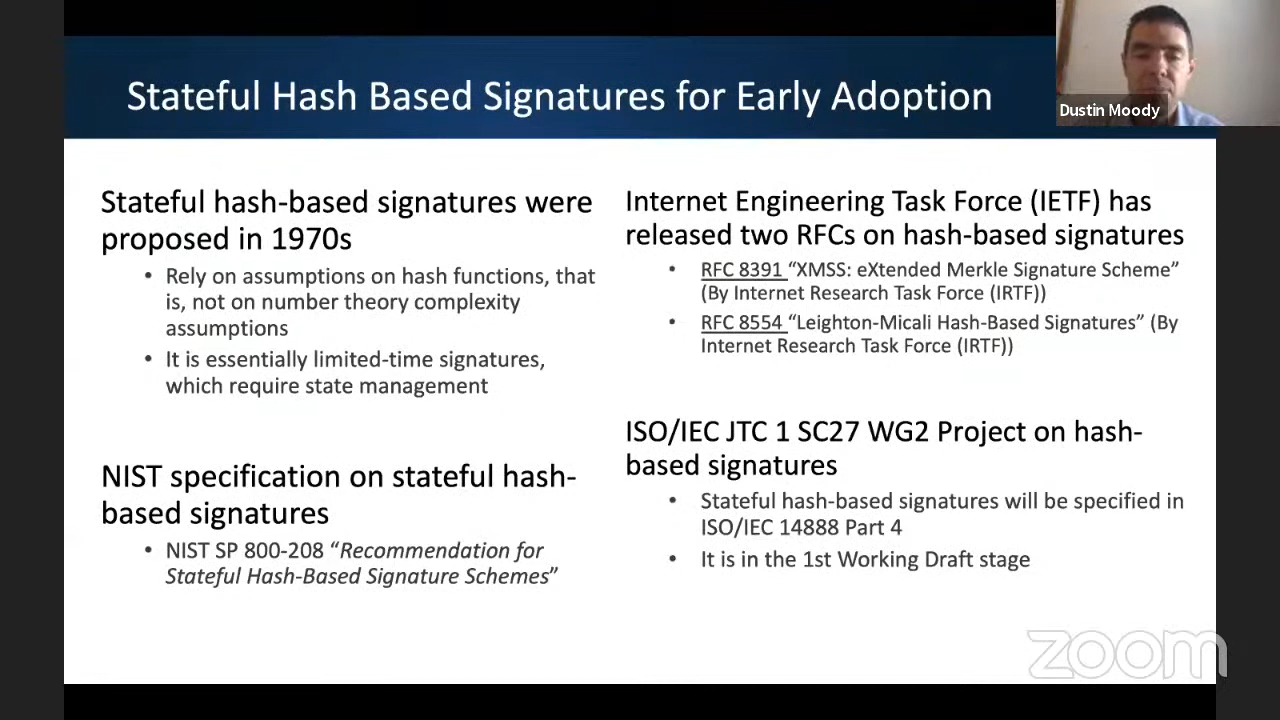 Stateful Hash Based Signatures for Early Adoption
Dustin Moody
Stateful hash-based signatures were
proposed in 1970s
• Rely on assumptions on hash functions, that
is, not on number theory complexity
assumptions
• It is essentially limited-time signatures,
which require state management
NIST specification on stateful hash-
based signatures
• NIST SP 800-208 “Recommendation for
Stateful Hash-Based Signature Schemes”
Internet Engineering Task Force (IETF) has
released two RFCs on hash-based signatures
• RFC 8391 “XMSS: eXtended Merkle Signature Scheme”
(By Internet Research Task Force (IRTF))
• RFC 8554 “Leighton-Micali Hash-Based Signatures” (By
Internet Research Task Force (IRTF))
ISO/IEC JTC 1 SC27 WG2 Project on hash-
based signatures
• Stateful hash-based signatures will be specified in
ISO/IEC 14888 Part 4
• It is in the 1st Working Draft stage
zoom